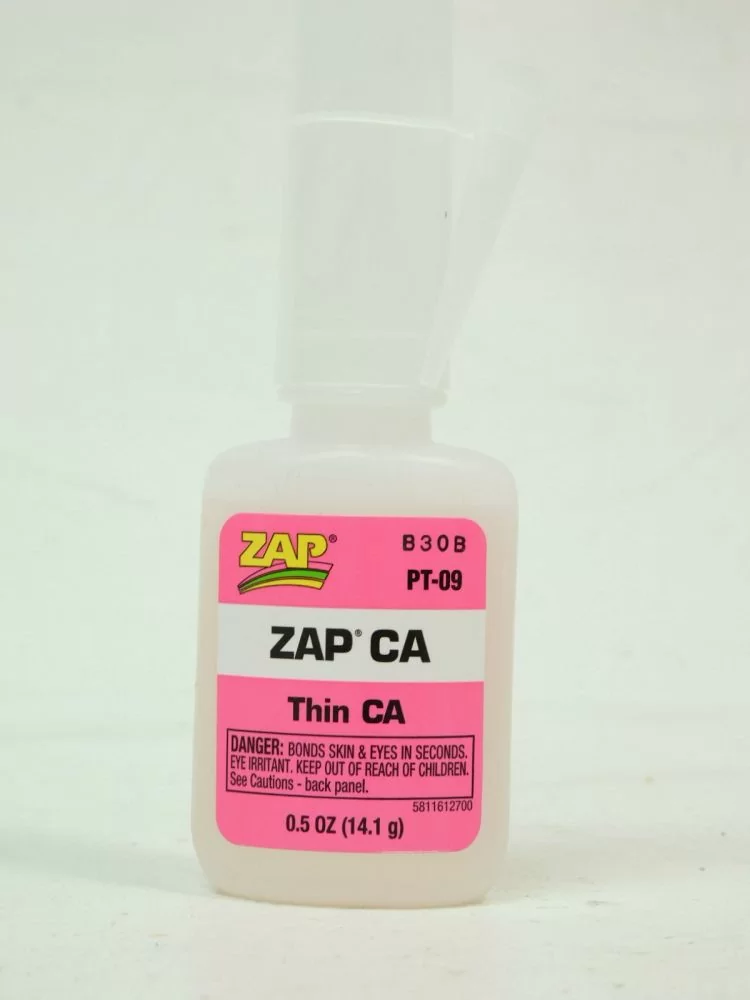 ZAP®
B30B
PT-09
ZAP® CA
Thin CA
DANGER: BONDS SKIN & EYES IN SECONDS.
EYE IRRITANT. KEEP OUT OF REACH OF CHILDREN.
See Cautions - back panel.
5811612700
0.5 OZ (14.1 g)